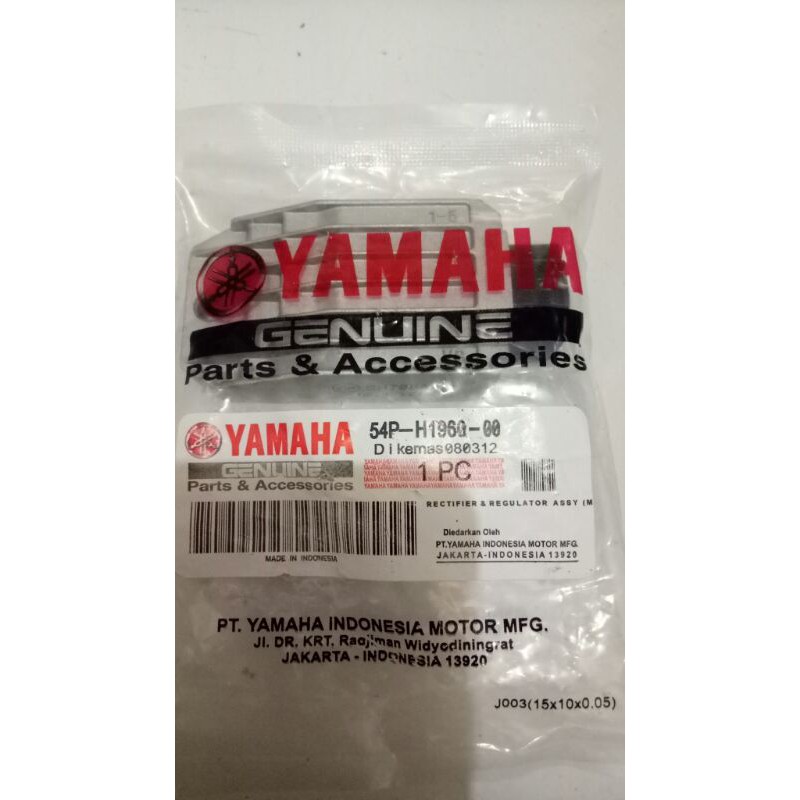 1-5
YAMAHA
GENUINE
Parts & Accessories
YAMAHA
GENUINE
Parts & Accessories
54P-H1960-00
Dikemas080312
1 PC
RECTIFIER & REGULATOR ASSY (M
Diedarkan Oleh
PT.YAMAHA INDONESIA MOTOR MFG.
JAKARTA-INDONESIA 13920
MADE IN INDONESIA
PT. YAMAHA INDONESIA MOTOR MFG.
Jl. DR. KRT. Radjiman Widyodiningrat
JAKARTA - INDONESIA 13920
J003(15x10x0.05)